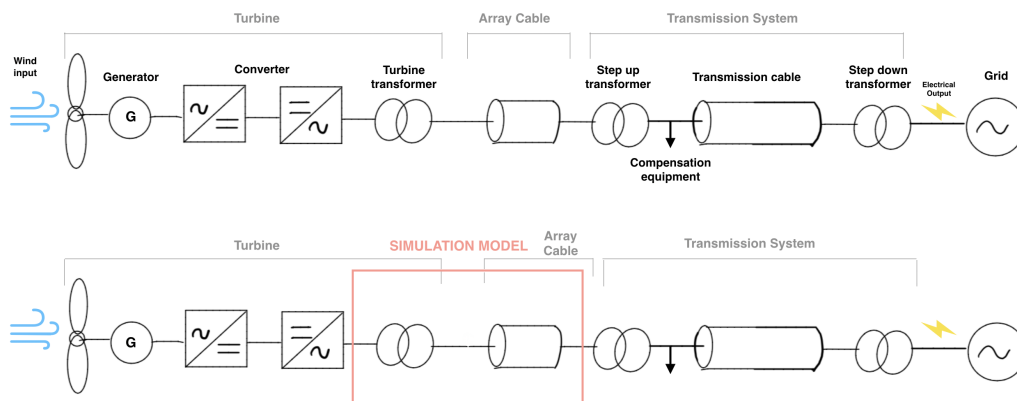 Turbine
Array Cable
Transmission System
Wind
input
Generator
Converter
Turbine
transformer
Step up
transformer
Transmission cable
Step down
transformer
Electrical
Output
Grid
G
Compensation
equipment
Turbine
SIMULATION MODEL
Array
Cable
Transmission System
G